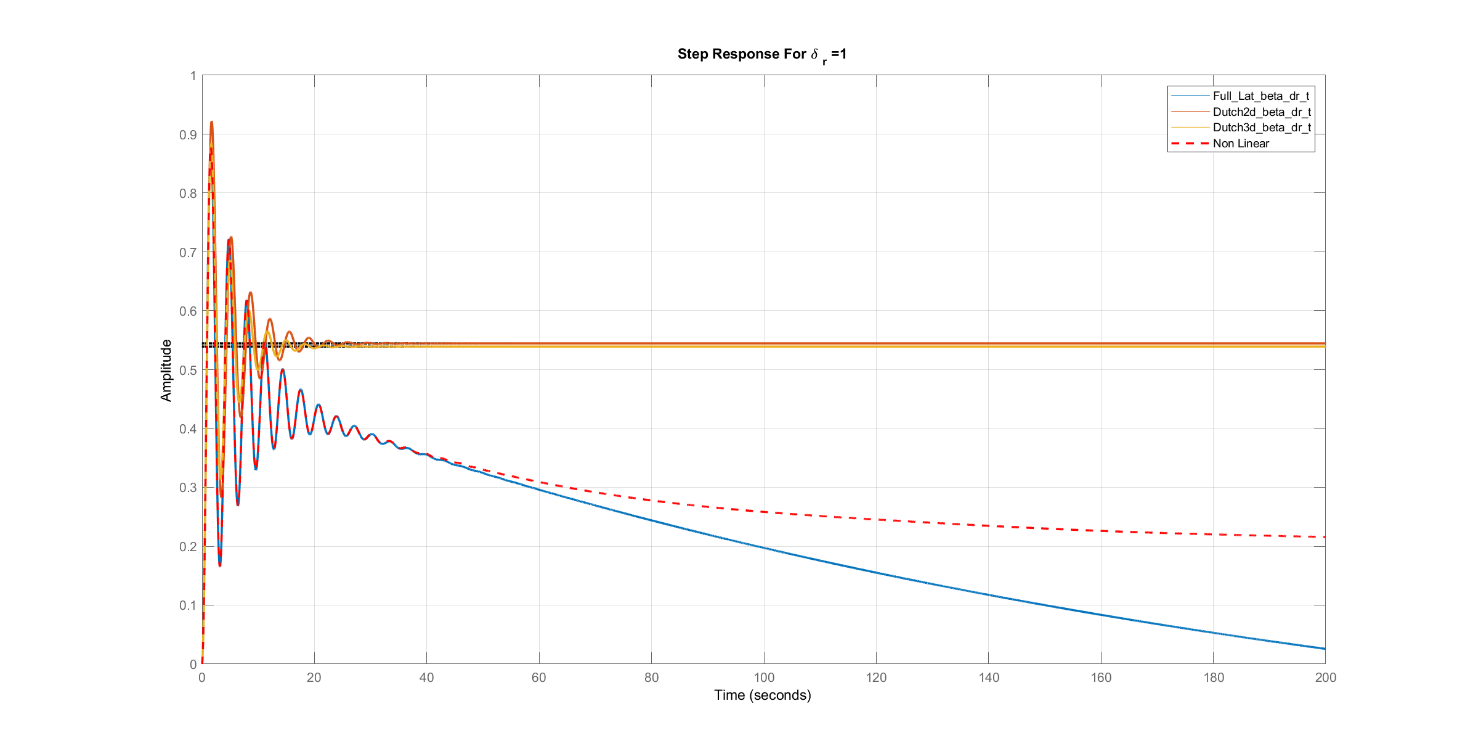 Step Response For δ r =1
1
0.9
0.8
0.7
0.6
0.5
0.4
0.3
0.2
0.1
0
Amplitude
Full_Lat_beta_dr_t
Dutch2d_beta_dr_t
Dutch3d_beta_dr_t
Non Linear
0 20 40 60 80 100 120 140 160 180 200
Time (seconds)